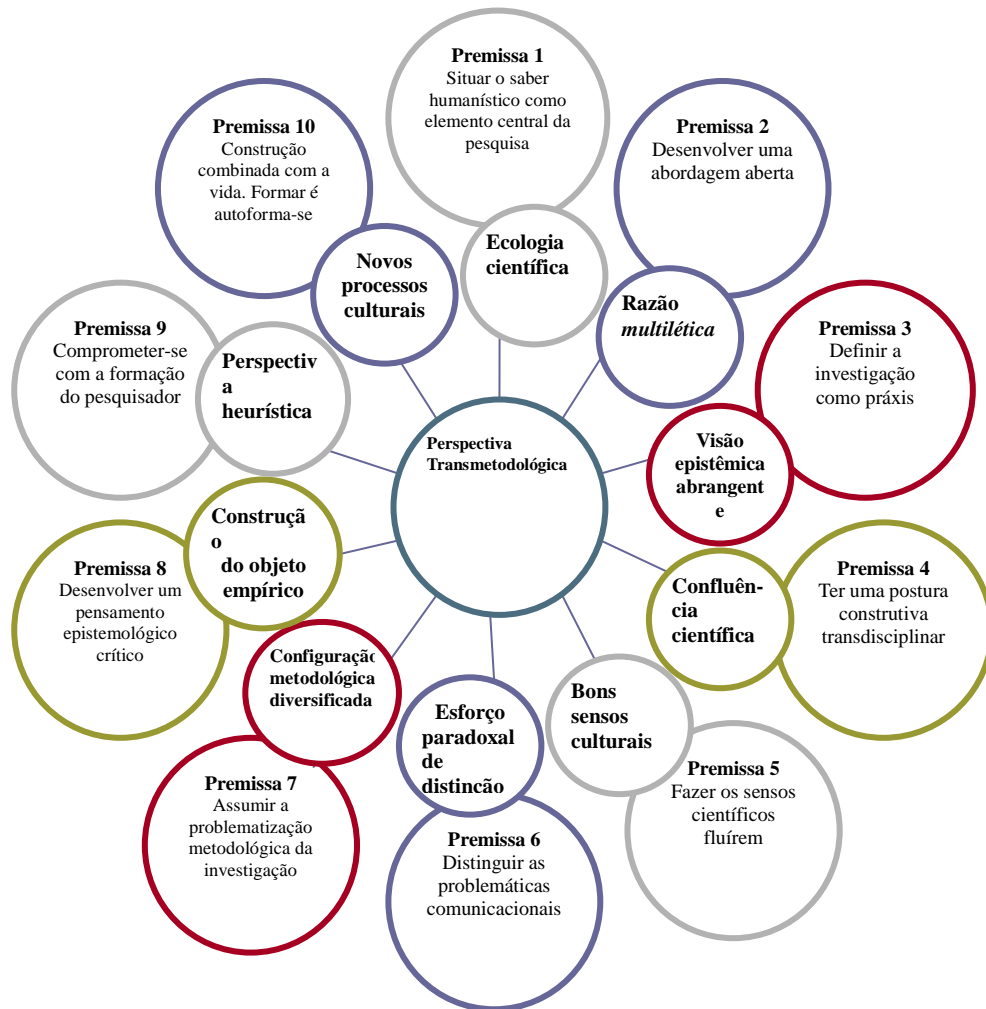 Premissa 1
Situar o saber
humanístico como
elemento central da
pesquisa
Ecologia
científica
Premissa 2
Desenvolver uma
abordagem aberta
Razão
multilética
Premissa 3
Definir a
investigação
como práxis
Visão
epistêmica
abrangent
e
Premissa 4
Ter uma postura
construtiva
transdisciplinar
Confluên-
cia
científica
Premissa 5
Fazer os sensos
científicos
fluírem
Bons
sensos
culturais
Premissa 6
Distinguir as
problemáticas
comunicacionais
Esforço
paradoxal
de
distinção
Premissa 7
Assumir a
problematização
metodológica da
investigação
Configuração
metodológica
diversificada
Premissa 8
Desenvolver um
pensamento
epistemológico
crítico
Construçã
o
do objeto
empírico
Premissa 9
Comprometer-se
com a formação
do pesquisador
Perspectiv
a
heurística
Premissa 10
Construção
combinada com a
vida. Formar é
autoforma-se
Novos
processos
culturais
Perspectiva
Transmetodológica